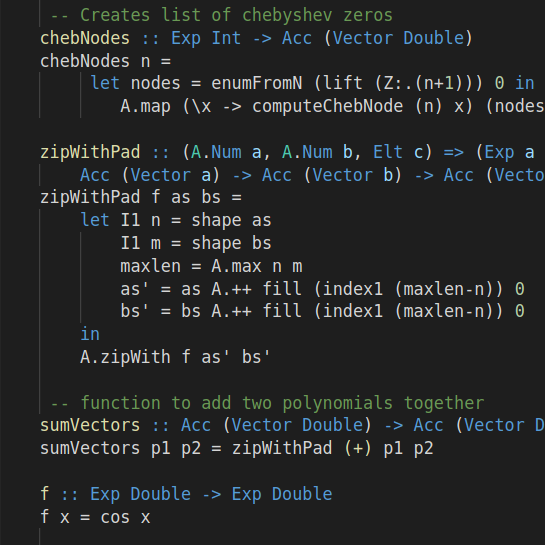 -- Creates list of chebyshev zeros
chebNodes :: Exp Int -> Acc (Vector Double)
chebNodes n =
let nodes = enumFromN (lift (Z:.(n+1))) 0 in
A.map (\x -> computeChebNode (n) x) (nodes
zipWithPad :: (A.Num a, A.Num b, Elt c) => (Exp a
Acc (Vector a) -> Acc (Vector b) -> Acc (Vecto
zipWithPad f as bs =
let I1 n = shape as
I1 m = shape bs
maxlen = A.max n m
as' = as A.++ fill (index1 (maxlen-n)) 0
bs' = bs A.++ fill (index1 (maxlen-n)) 0
in
A.zipWith f as' bs'
-- function to add two polynomials together
sumVectors :: Acc (Vector Double) -> Acc (Vector D
sumVectors p1 p2 = zipWithPad (+) p1 p2
f :: Exp Double -> Exp Double
f x = cos x